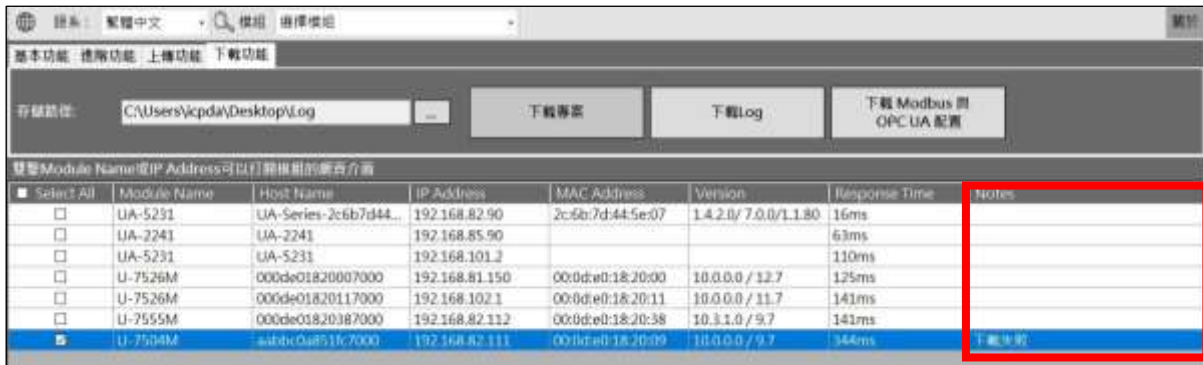 語系: 繁體中文 模組 選擇模組 關於
基本功能 進階功能 上傳功能 下載功能
存儲路徑: C:\Users\icpda\Desktop\Log ... 下載專案 下載Log 下載 Modbus 與
OPC UA 配置
雙擊Module Name或IP Address可以打開模組的網頁介面
Select All Module Name Host Name IP Address MAC Address Version Response Time Notes
UA-5231 UA-Series-2c6b7d44... 192.168.82.90 2c:6b:7d:44:5e:07 1.4.2.0/ 7.0.0/1.1.80 16ms
UA-2241 UA-2241 192.168.85.90 63ms
UA-5231 UA-5231 192.168.101.2 110ms
U-7526M 000de01820007000 192.168.81.150 00:0d:e0:18:20:00 10.0.0.0 / 12.7 125ms
U-7526M 000de01820117000 192.168.102.1 00:0d:e0:18:20:11 10.0.0.0 / 11.7 141ms
U-7555M 000de01820387000 192.168.82.112 00:0d:e0:18:20:38 10.3.1.0 / 9.7 141ms
U-7504M aabbc0a851fc7000 192.168.82.111 00:0d:e0:18:20:09 10.0.0.0 / 9.7 344ms 下載失敗